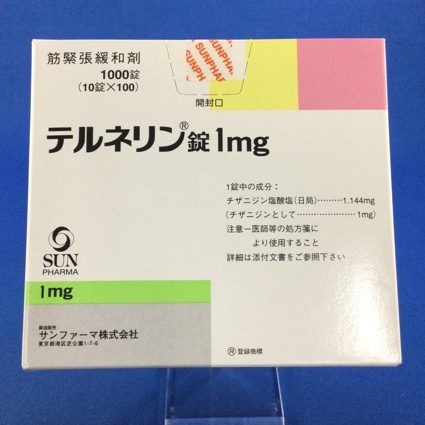 筋緊張緩和剤
1000錠
(10錠×100)
SUNPHARMA
SUNPH
開封口
テルネリン®錠1mg
1錠中の成分:
チザニジン塩酸塩(日局)………1.144mg
(チザニジンとして…………………1mg)
注意-医師等の処方箋に
より使用すること
詳細は添付文書をご参照下さい
SUN
PHARMA
1mg
製造販売
サンファーマ株式会社
東京都港区芝公園1-7-6
®登録商標